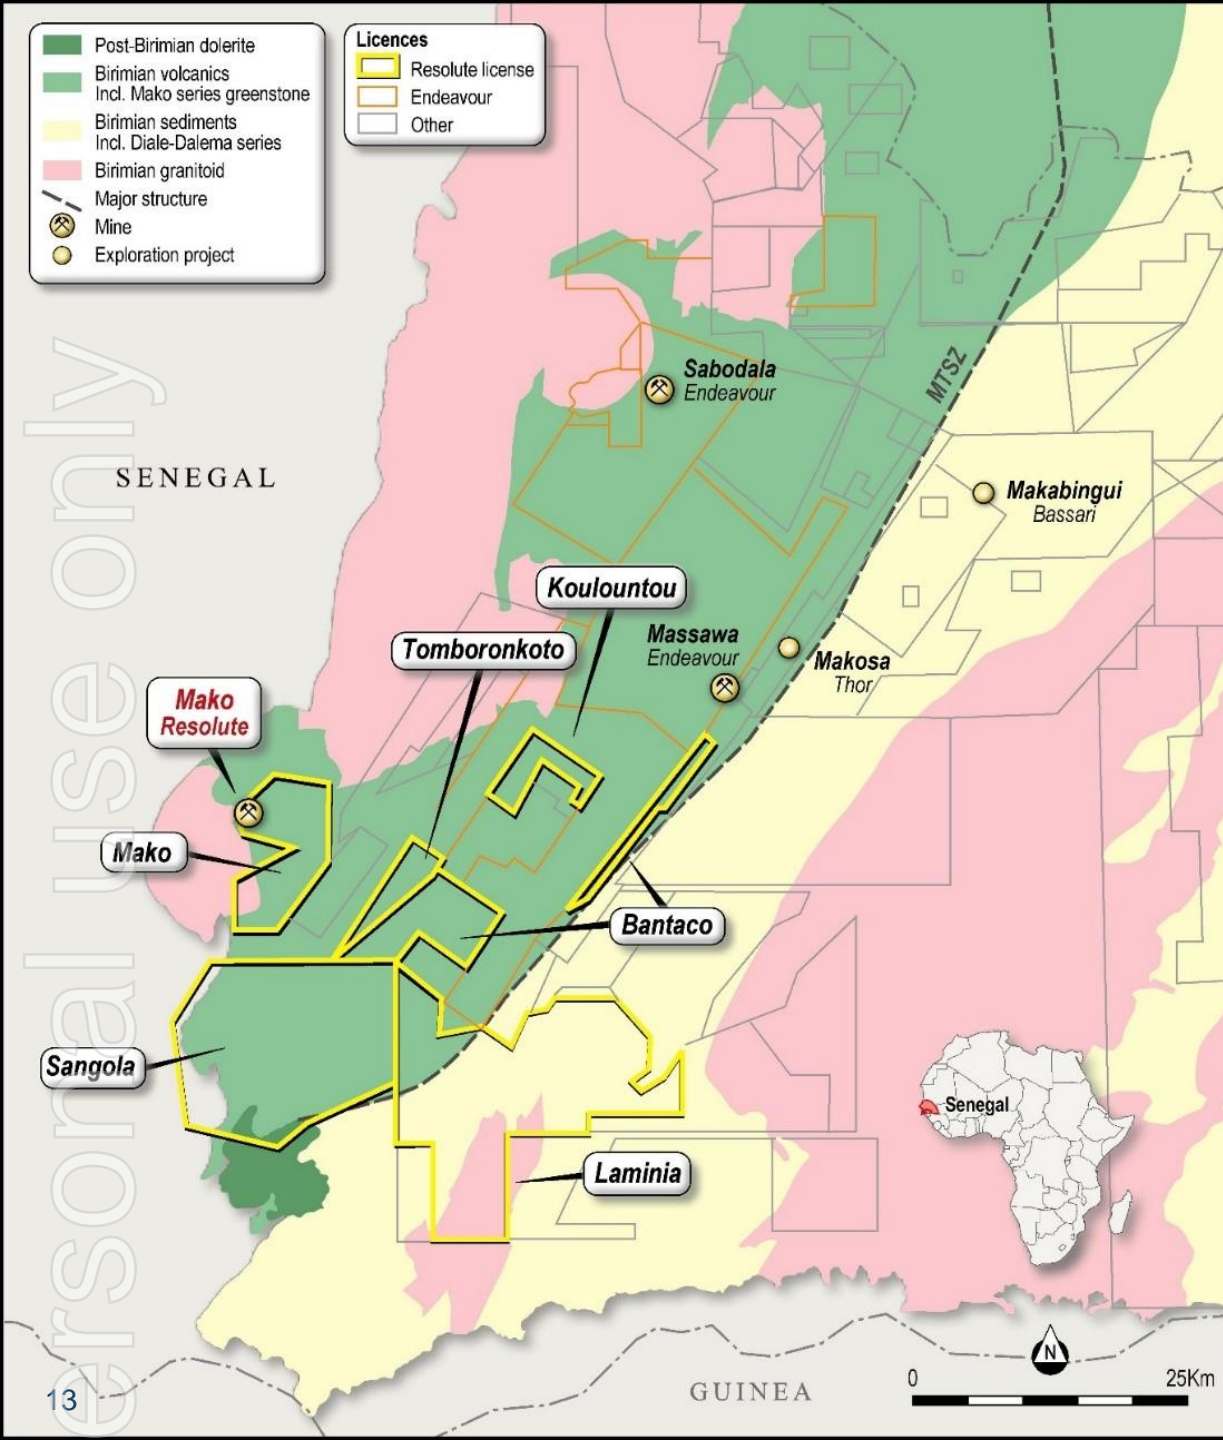 Post-Birimian dolerite
Birimian volcanics
Incl. Mako series greenstone
Birimian sediments
Incl. Diale-Dalema series
Birimian granitoid
Major structure
Mine
Exploration project
Licences
Resolute license
Endeavour
Other
MTSZ
Sabodala
Endeavour
SENEGAL
Makabingui
Bassari
Koulountou
Tomboronkoto
Massawa
Endeavour
Makosa
Thor
Mako
Resolute
Mako
Bantaco
Sangola
Senegal
Laminia
N
GUINEA
0
25Km
13
ersonal use only